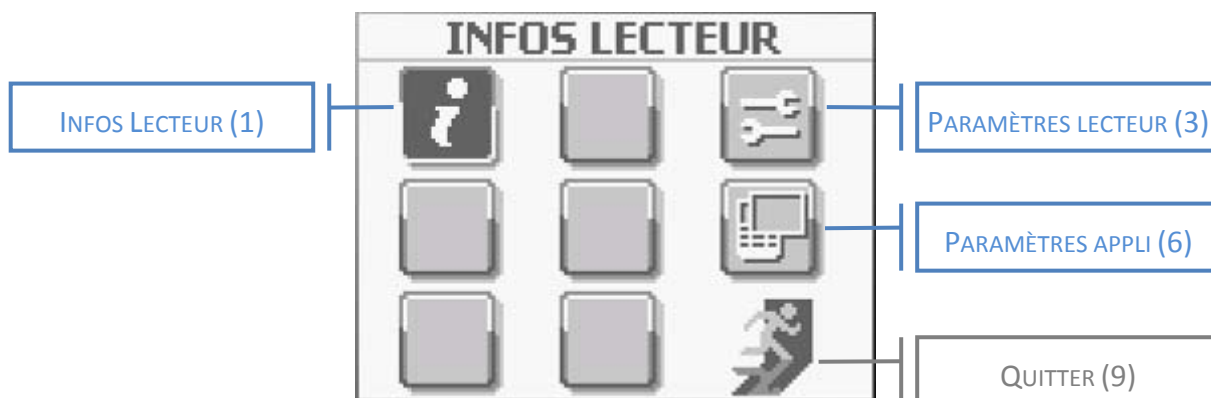 INFOS LECTEUR
INFOS LECTEUR (1)
PARAMÈTRES LECTEUR (3)
PARAMÈTRES APPLI (6)
QUITTER (9)